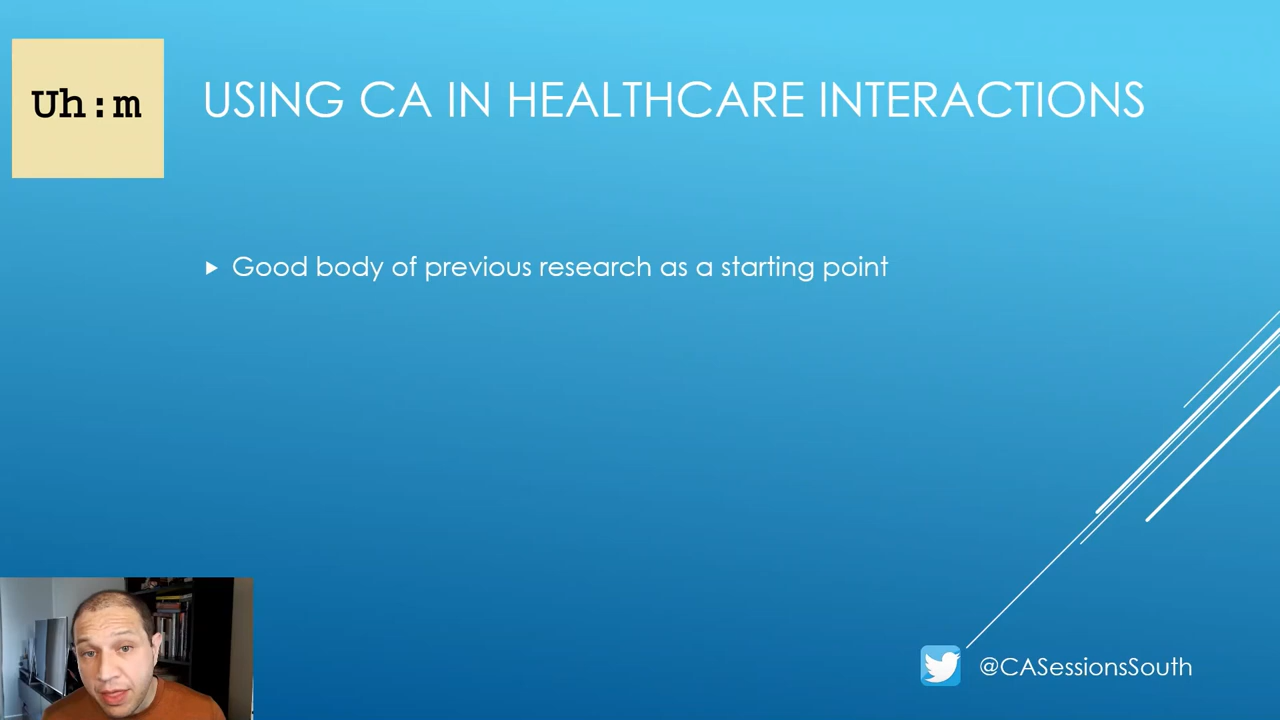 Uh:m
USING CA IN HEALTHCARE INTERACTIONS
Good body of previous research as a starting point
@CASessionsSouth